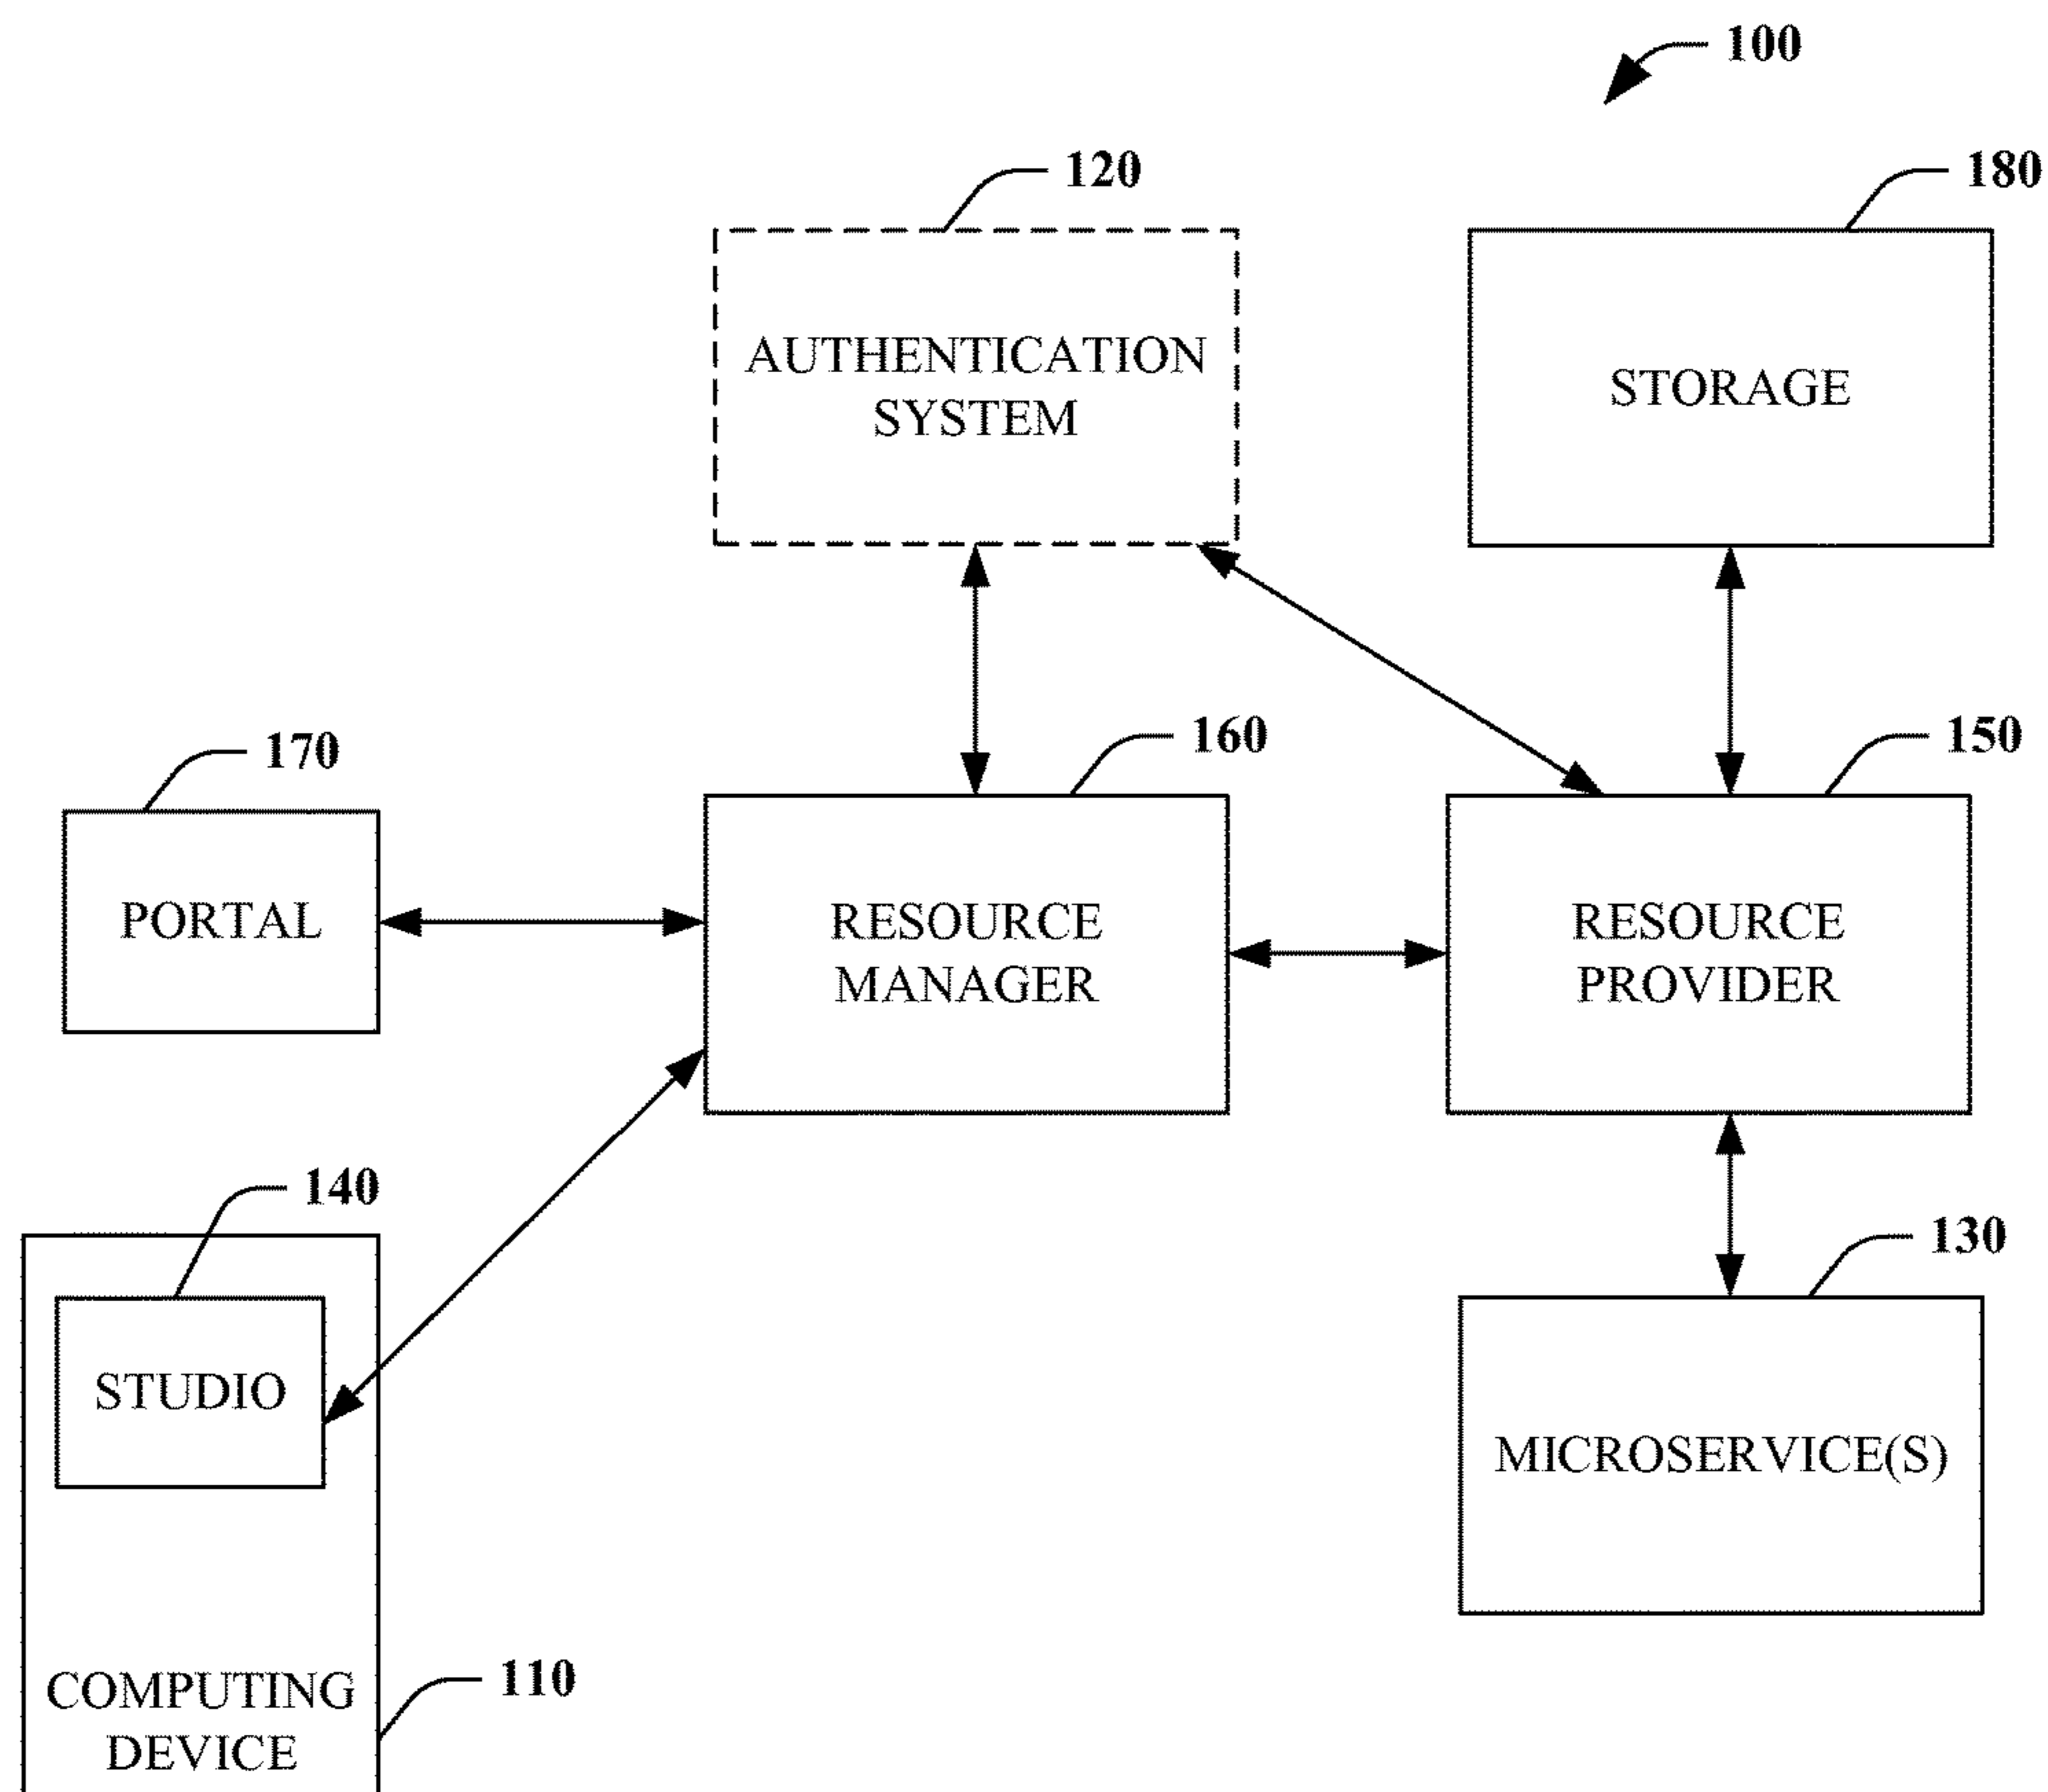 100
120
180
AUTHENTICATION
SYSTEM
STORAGE
170
160
150
PORTAL
RESOURCE
MANAGER
RESOURCE
PROVIDER
140
130
STUDIO
MICROSERVICE(S)
110
COMPUTING
DEVICE